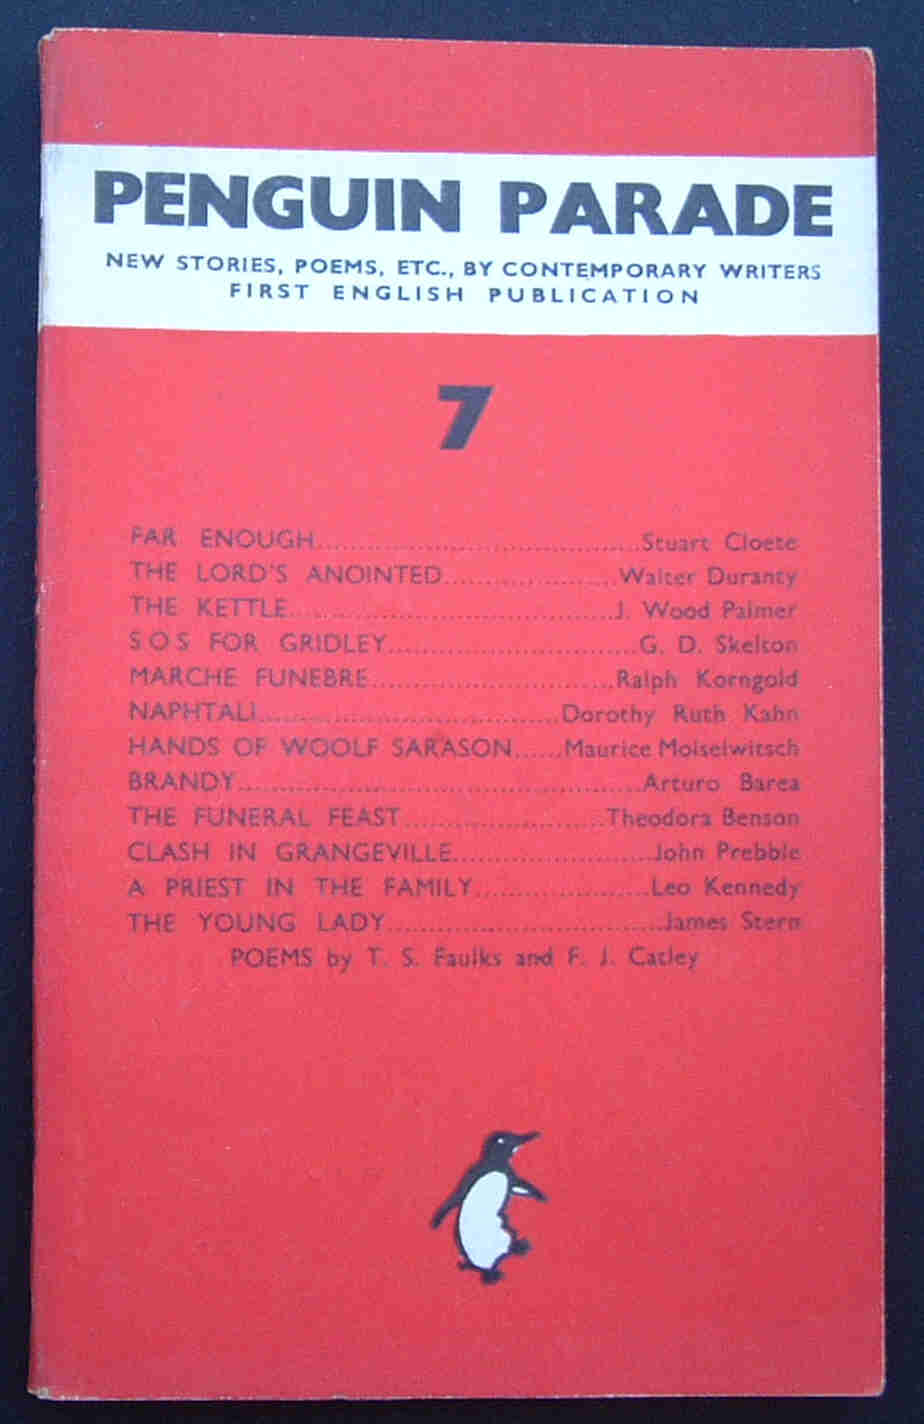 PENGUIN PARADE
NEW STORIES, POEMS, ETC., BY CONTEMPORARY WRITERS
FIRST ENGLISH PUBLICATION
7
FAR ENOUGH........................................Stuart Cloete
THE LORD'S ANOINTED.....................Walter Duranty
THE KETTLE........................................J. Wood Palmer
S O S FOR GRIDLEY...............................G. D. Skelton
MARCHE FUNEBRE..............................Ralph Korngold
NAPHTALI.....................................Dorothy Ruth Kahn
HANDS OF WOOLF SARASON......Maurice Moiseiwitsch
BRANDY..................................................Arturo Barea
THE FUNERAL FEAST.........................Theodora Benson
CLASH IN GRANGEVILLE.........................John Prebble
A PRIEST IN THE FAMILY.....................Leo Kennedy
THE YOUNG LADY..................................James Stern
POEMS by T. S. Faulks and F. J. Catley